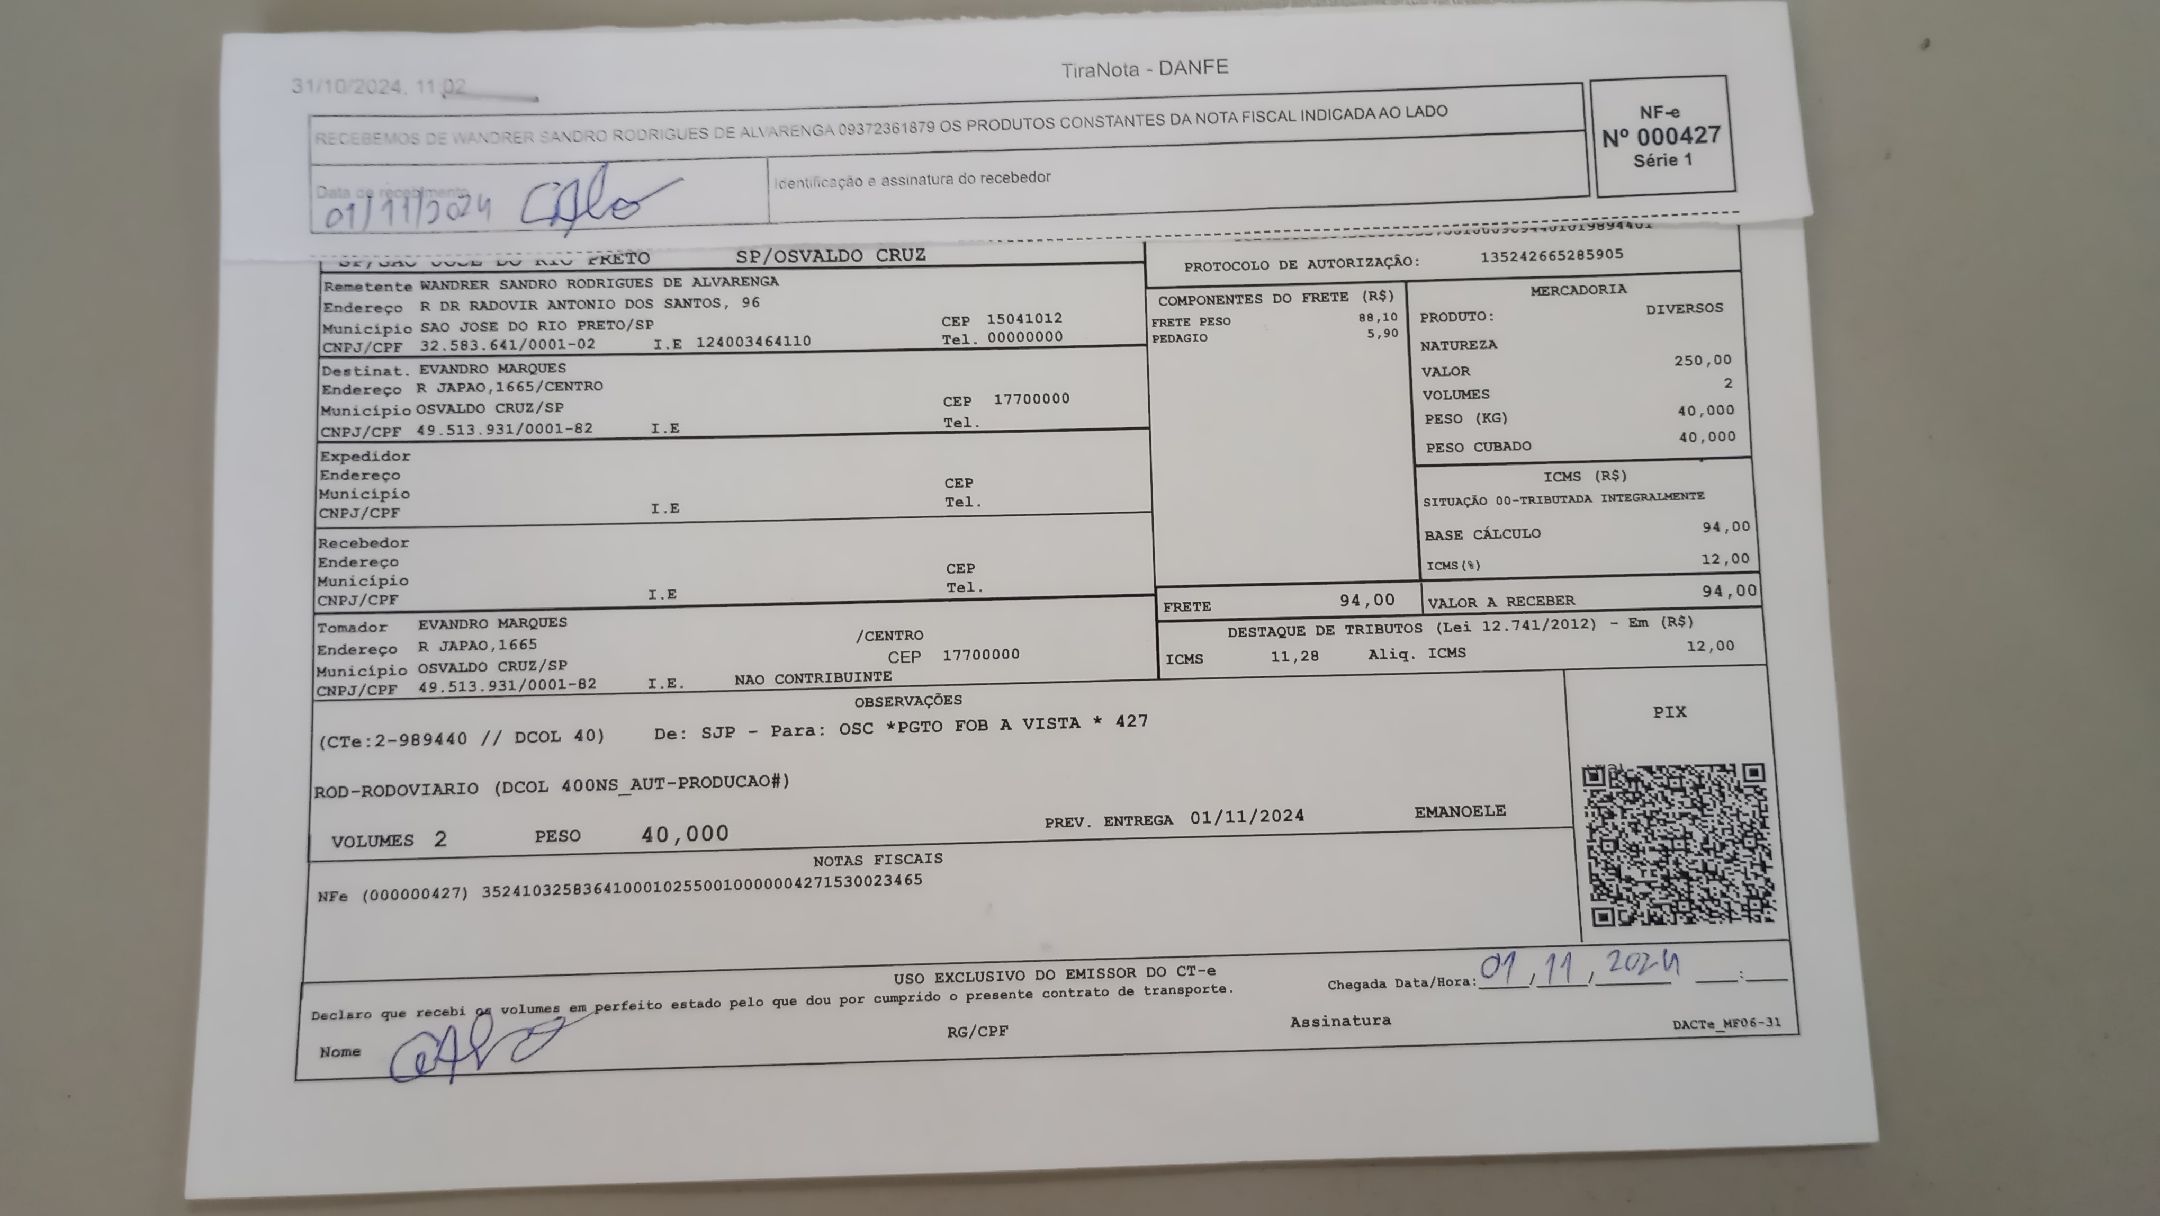 TiraNota - DANFE
31/10/2024, 11:02
RECEBEMOS DE WANDRER SANDRO RODRIGUES DE ALVARENGA 09372361879 OS PRODUTOS CONSTANTES DA NOTA FISCAL INDICADA AO LADO
NF-e
Nº 000427
Série 1
Data de recebimento
01/11/2024
Identificação e assinatura do recebedor
SP/SAO JOSE DO RIO PRETO SP/OSVALDO CRUZ
PROTOCOLO DE AUTORIZAÇÃO: 135242665285905
Remetente WANDRER SANDRO RODRIGUES DE ALVARENGA
Endereço R DR RADOVIR ANTONIO DOS SANTOS, 96
Município SAO JOSE DO RIO PRETO/SP CEP 15041012
CNPJ/CPF 32.583.641/0001-02 I.E 124003464110 Tel. 00000000
Destinat. EVANDRO MARQUES
Endereço R JAPAO,1665/CENTRO
Município OSVALDO CRUZ/SP CEP 17700000
CNPJ/CPF 49.513.931/0001-82 I.E Tel.
Expedidor
Endereço
Município CEP
CNPJ/CPF I.E Tel.
Recebedor
Endereço
Município CEP
CNPJ/CPF I.E Tel.
Tomador EVANDRO MARQUES
Endereço R JAPAO,1665 /CENTRO
Município OSVALDO CRUZ/SP CEP 17700000
CNPJ/CPF 49.513.931/0001-82 I.E. NAO CONTRIBUINTE
COMPONENTES DO FRETE (R$)
FRETE PESO 88,10
PEDAGIO 5,90
MERCADORIA
PRODUTO: DIVERSOS
NATUREZA
VALOR 250,00
VOLUMES 2
PESO (KG) 40,000
PESO CUBADO 40,000
ICMS (R$)
SITUAÇÃO 00-TRIBUTADA INTEGRALMENTE
BASE CÁLCULO 94,00
ICMS(%) 12,00
FRETE 94,00 VALOR A RECEBER 94,00
DESTAQUE DE TRIBUTOS (Lei 12.741/2012) - Em (R$)
ICMS 11,28 Aliq. ICMS 12,00
OBSERVAÇÕES
(CTe:2-989440 // DCOL 40) De: SJP - Para: OSC *PGTO FOB A VISTA * 427
ROD-RODOVIARIO (DCOL 400NS_AUT-PRODUCAO#)
VOLUMES 2 PESO 40,000 PREV. ENTREGA 01/11/2024 EMANOELE
PIX
NOTAS FISCAIS
NFe (000000427) 35241032583641000102550010000004271530023465
USO EXCLUSIVO DO EMISSOR DO CT-e
Declaro que recebi os volumes em perfeito estado pelo que dou por cumprido o presente contrato de transporte.
Chegada Data/Hora: 01/11/2024 __:__
Nome RG/CPF Assinatura DACTe_MF06-31